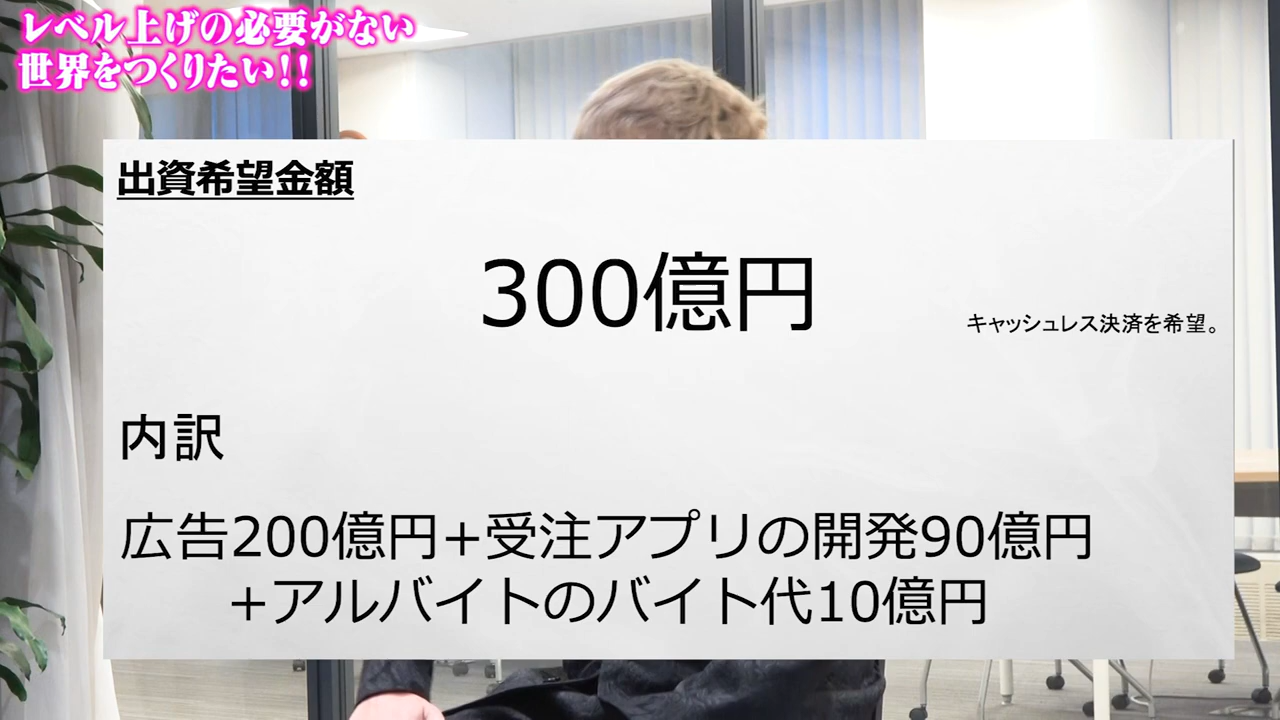 レベル上げの必要がない
世界をつくりたい!!
出資希望金額
300億円
キャッシュレス決済を希望。
内訳
広告200億円+受注アプリの開発90億円
+アルバイトのバイト代10億円